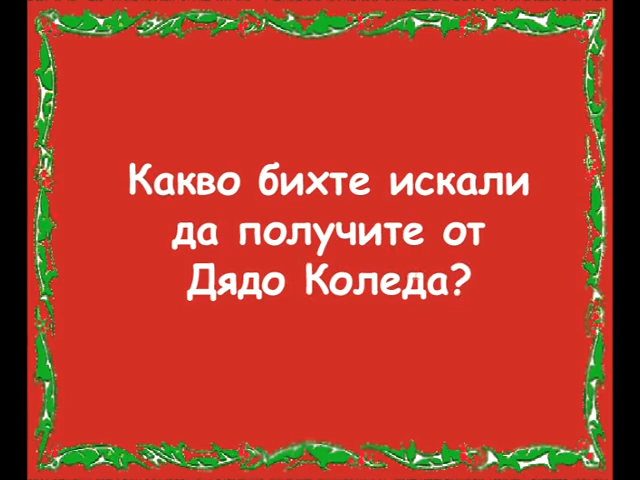 Какво бихте искали
да получите от
Дядо Коледа?